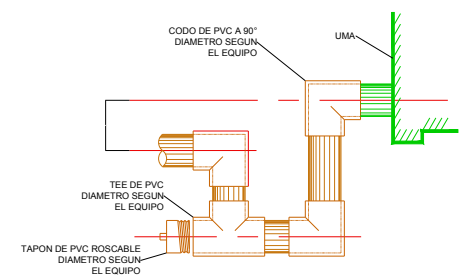 CODO DE PVC A 90°
DIAMETRO SEGUN
EL EQUIPO
UMA
TEE DE PVC
DIAMETRO SEGUN
EL EQUIPO
TAPON DE PVC ROSCABLE
DIAMETRO SEGUN
EL EQUIPO